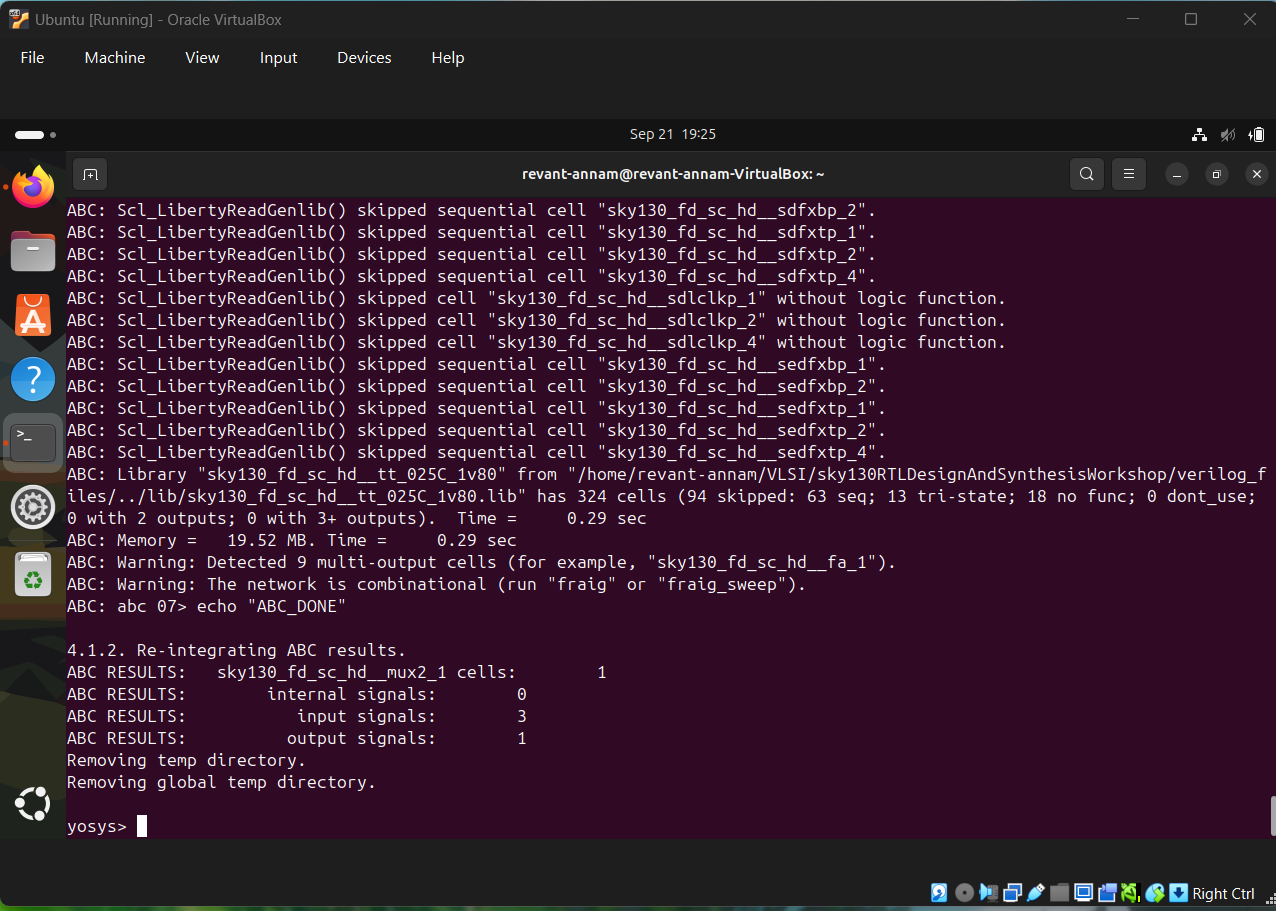 Ubuntu [Running] - Oracle VirtualBox
File Machine View Input Devices Help
Sep 21 19:25
revant-annam@revant-annam-VirtualBox: ~
ABC: Scl_LibertyReadGenlib() skipped sequential cell "sky130_fd_sc_hd__sdfxbp_2".
ABC: Scl_LibertyReadGenlib() skipped sequential cell "sky130_fd_sc_hd__sdfxtp_1".
ABC: Scl_LibertyReadGenlib() skipped sequential cell "sky130_fd_sc_hd__sdfxtp_2".
ABC: Scl_LibertyReadGenlib() skipped sequential cell "sky130_fd_sc_hd__sdfxtp_4".
ABC: Scl_LibertyReadGenlib() skipped cell "sky130_fd_sc_hd__sdlclkp_1" without logic function.
ABC: Scl_LibertyReadGenlib() skipped cell "sky130_fd_sc_hd__sdlclkp_2" without logic function.
ABC: Scl_LibertyReadGenlib() skipped cell "sky130_fd_sc_hd__sdlclkp_4" without logic function.
ABC: Scl_LibertyReadGenlib() skipped sequential cell "sky130_fd_sc_hd__sedfxbp_1".
ABC: Scl_LibertyReadGenlib() skipped sequential cell "sky130_fd_sc_hd__sedfxbp_2".
ABC: Scl_LibertyReadGenlib() skipped sequential cell "sky130_fd_sc_hd__sedfxtp_1".
ABC: Scl_LibertyReadGenlib() skipped sequential cell "sky130_fd_sc_hd__sedfxtp_2".
ABC: Scl_LibertyReadGenlib() skipped sequential cell "sky130_fd_sc_hd__sedfxtp_4".
ABC: Library "sky130_fd_sc_hd__tt_025C_1v80" from "/home/revant-annam/VLSI/sky130RTLDesignAndSynthesisWorkshop/verilog_f
iles/../lib/sky130_fd_sc_hd__tt_025C_1v80.lib" has 324 cells (94 skipped: 63 seq; 13 tri-state; 18 no func; 0 dont_use;
0 with 2 outputs; 0 with 3+ outputs).  Time =     0.29 sec
ABC: Memory =   19.52 MB. Time =     0.29 sec
ABC: Warning: Detected 9 multi-output cells (for example, "sky130_fd_sc_hd__fa_1").
ABC: Warning: The network is combinational (run "fraig" or "fraig_sweep").
ABC: abc 07> echo "ABC_DONE"
4.1.2. Re-integrating ABC results.
ABC RESULTS:   sky130_fd_sc_hd__mux2_1 cells:        1
ABC RESULTS:        internal signals:        0
ABC RESULTS:           input signals:        3
ABC RESULTS:          output signals:        1
Removing temp directory.
Removing global temp directory.
yosys>
Right Ctrl